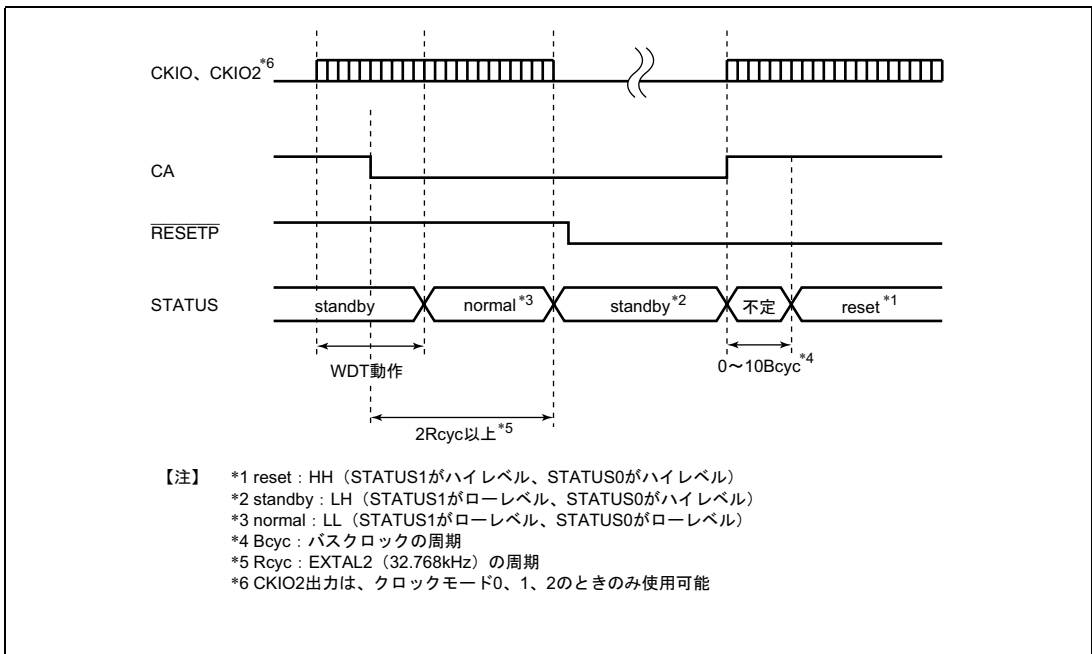 CKIO、CKIO2*6
CA
RESETP
STATUS
standby
normal*3
standby*2
不定
reset*1
WDT動作
0～10Bcyc*4
2Rcyc以上*5
【注】 *1 reset：HH（STATUS1がハイレベル、STATUS0がハイレベル）
*2 standby：LH（STATUS1がローレベル、STATUS0がハイレベル）
*3 normal：LL（STATUS1がローレベル、STATUS0がローレベル）
*4 Bcyc：バスクロックの周期
*5 Rcyc：EXTAL2（32.768kHz）の周期
*6 CKIO2出力は、クロックモード0、1、2のときのみ使用可能